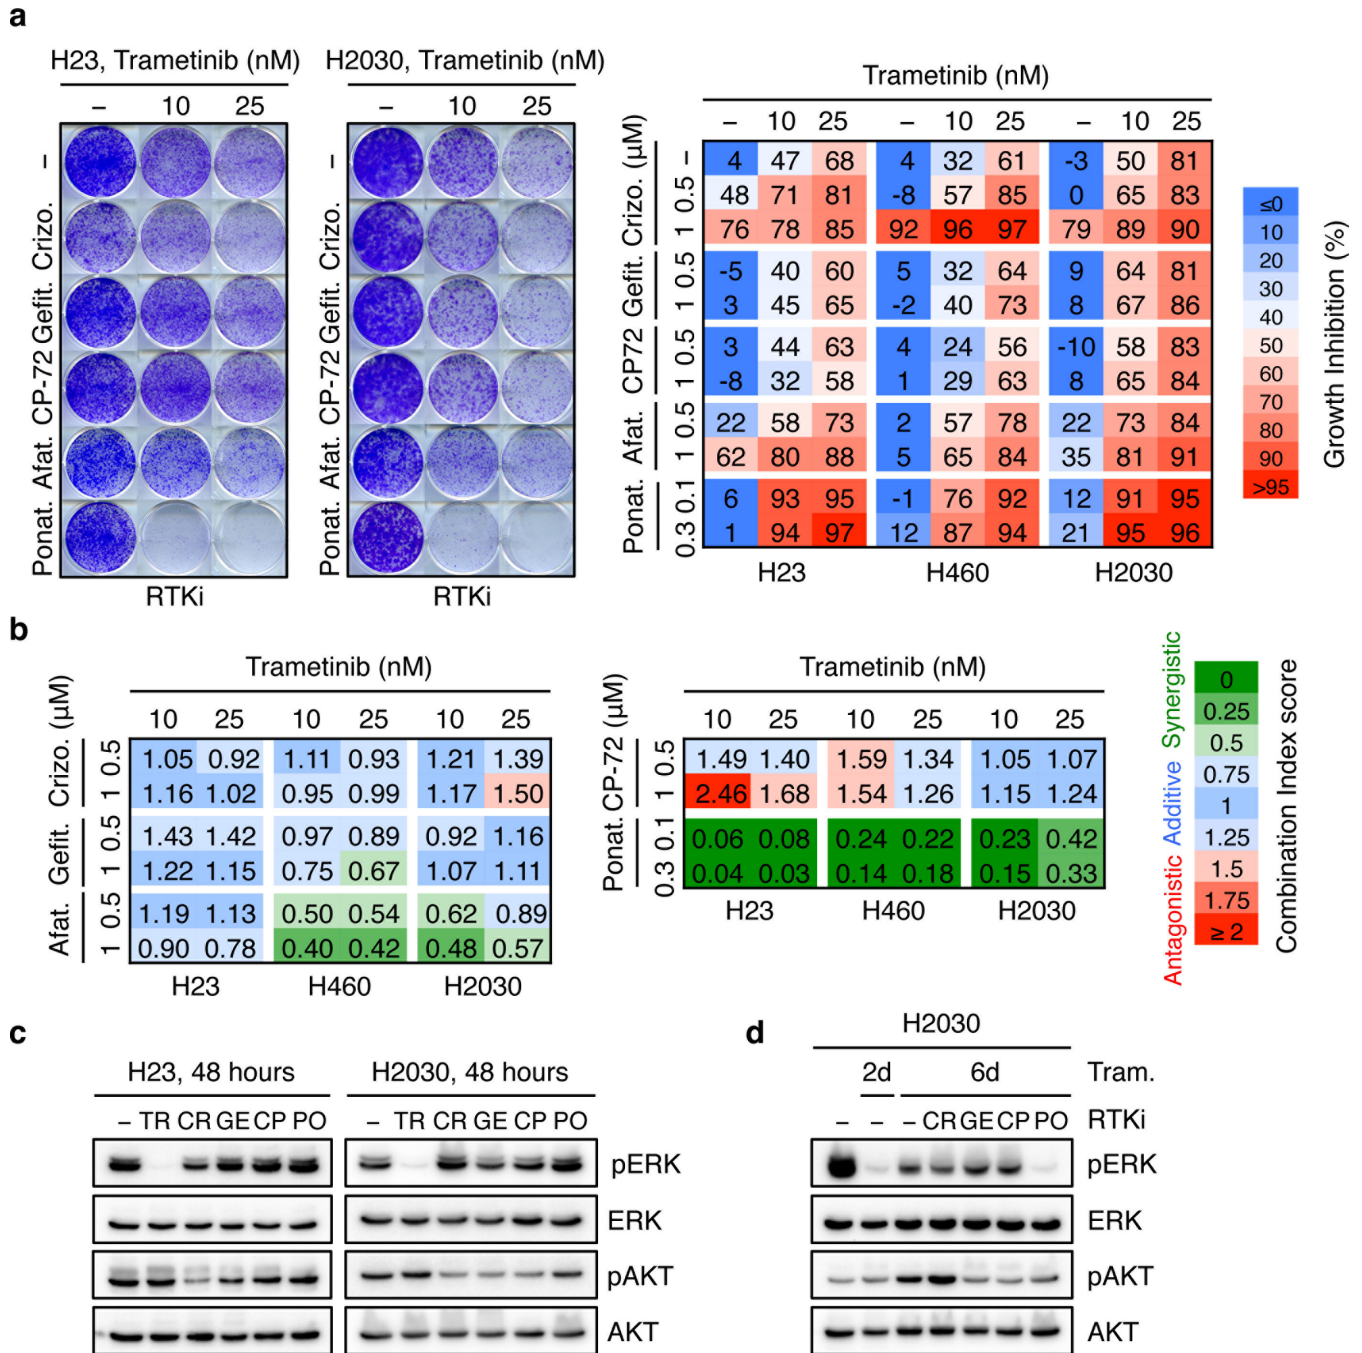 a
H23, Trametinib (nM)
– 10 25
–
Crizo.
Gefit.
CP-72
Afat.
Ponat.
RTKi
H2030, Trametinib (nM)
– 10 25
–
Crizo.
Gefit.
CP-72
Afat.
Ponat.
RTKi
Trametinib (nM)
– 10 25 – 10 25 – 10 25
Crizo. (μM)
– 4 47 68 4 32 61 -3 50 81
0.5 48 71 81 -8 57 85 0 65 83
1 76 78 85 92 96 97 79 89 90
Gefit.
0.5 -5 40 60 5 32 64 9 64 81
1 3 45 65 -2 40 73 8 67 86
CP72
0.5 3 44 63 4 24 56 -10 58 83
1 -8 32 58 1 29 63 8 65 84
Afat.
0.5 22 58 73 2 57 78 22 73 84
1 62 80 88 5 65 84 35 81 91
Ponat.
0.1 6 93 95 -1 76 92 12 91 95
0.3 1 94 97 12 87 94 21 95 96
H23 H460 H2030
≤0
10
20
30
40
50
60
70
80
90
>95
Growth Inhibition (%)
b
Trametinib (nM)
10 25 10 25 10 25
Crizo. (μM)
0.5 1.05 0.92 1.11 0.93 1.21 1.39
1 1.16 1.02 0.95 0.99 1.17 1.50
Gefit.
0.5 1.43 1.42 0.97 0.89 0.92 1.16
1 1.22 1.15 0.75 0.67 1.07 1.11
Afat.
0.5 1.19 1.13 0.50 0.54 0.62 0.89
1 0.90 0.78 0.40 0.42 0.48 0.57
H23 H460 H2030
Trametinib (nM)
10 25 10 25 10 25
CP-72 (μM)
0.5 1.49 1.40 1.59 1.34 1.05 1.07
1 2.46 1.68 1.54 1.26 1.15 1.24
Ponat.
0.1 0.06 0.08 0.24 0.22 0.23 0.42
0.3 0.04 0.03 0.14 0.18 0.15 0.33
H23 H460 H2030
Antagonistic Additive Synergistic
0
0.25
0.5
0.75
1
1.25
1.5
1.75
≥ 2
Combination Index score
c
H23, 48 hours
– TR CR GE CP PO
H2030, 48 hours
– TR CR GE CP PO
pERK
ERK
pAKT
AKT
d
H2030
2d 6d Tram.
– – – CR GE CP PO RTKi
pERK
ERK
pAKT
AKT